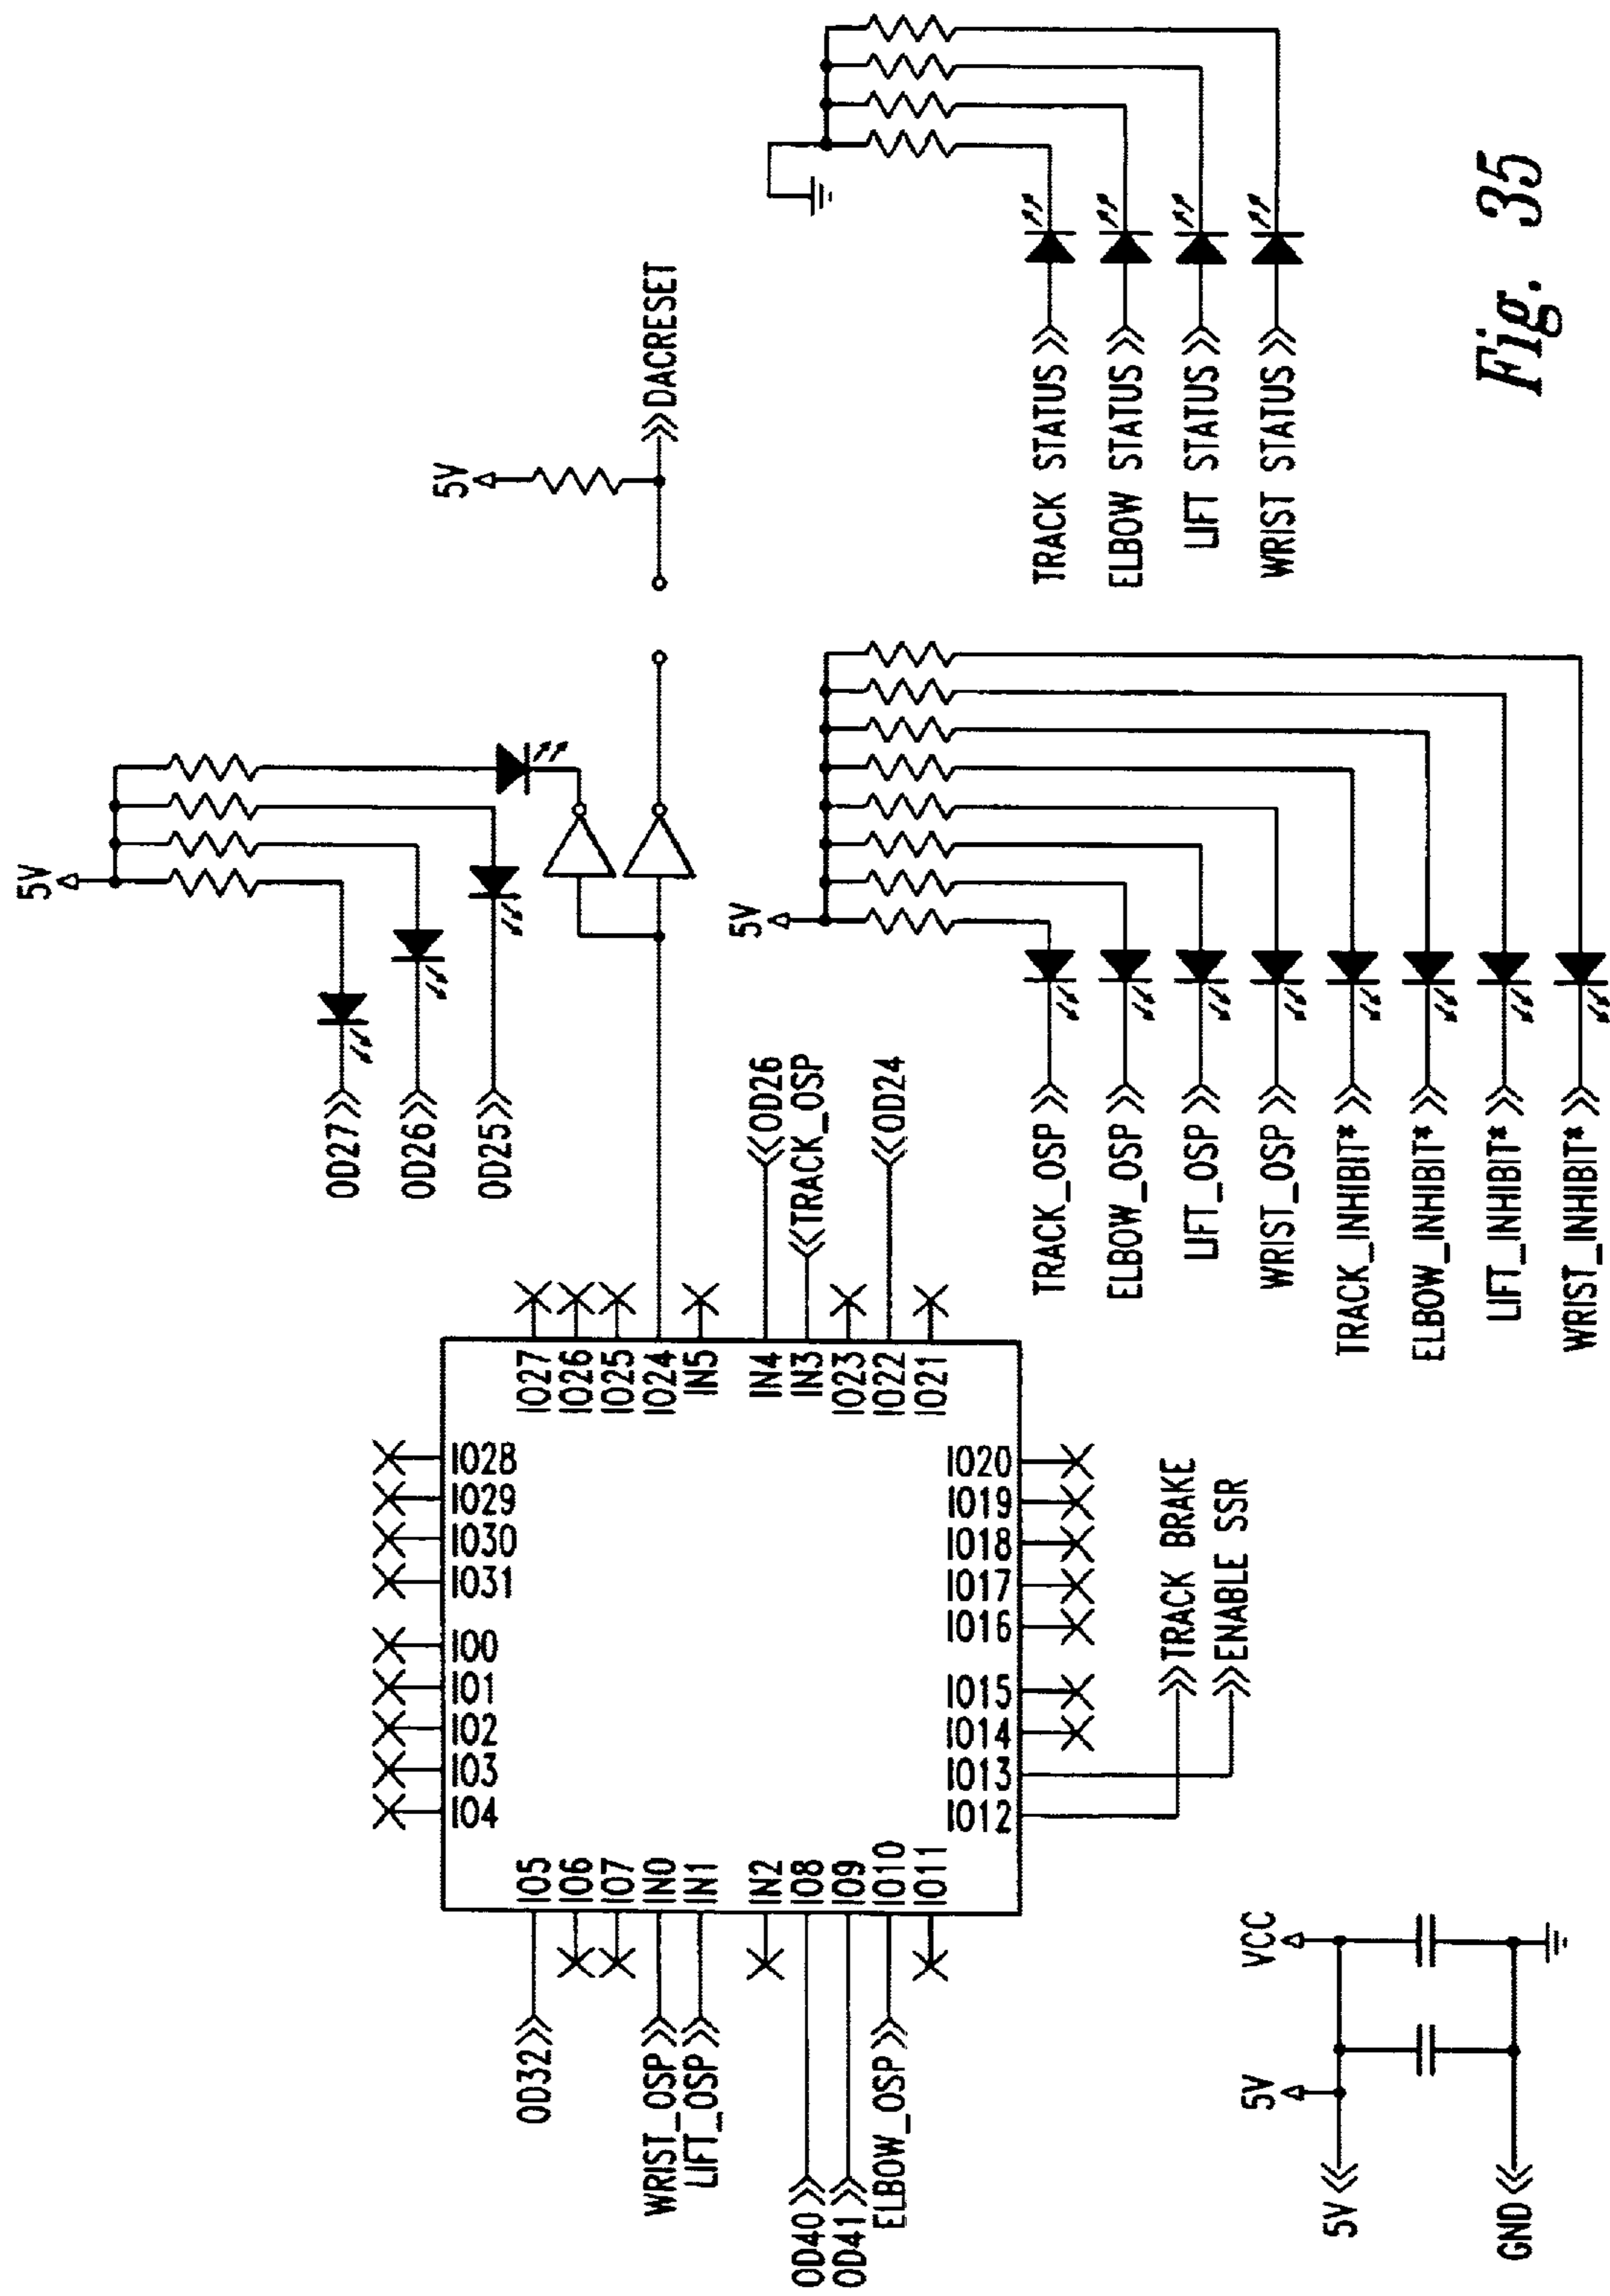 5V
OD27
OD26
OD25
5V
DACRESET
IO28
IO29
IO30
IO31
IO0
IO1
IO2
IO3
IO4
IO27
IO26
IO25
IO24
IN5
IN4
IN3
IO23
IO22
IO21
OD26
TRACK_OSP
OD24
IO20
IO19
IO18
IO17
IO16
IO15
IO14
IO13
IO12
TRACK BRAKE
ENABLE SSR
IO5
IO6
IO7
IN0
IN1
IN2
IO8
IO9
IO10
IO11
OD32
WRIST_OSP
LIFT_OSP
OD40
OD41
ELBOW_OSP
5V
TRACK_OSP
ELBOW_OSP
LIFT_OSP
WRIST_OSP
TRACK_INHIBIT*
ELBOW_INHIBIT*
LIFT_INHIBIT*
WRIST_INHIBIT*
TRACK STATUS
ELBOW STATUS
LIFT STATUS
WRIST STATUS
5V
5V
VCC
GND
Fig. 35